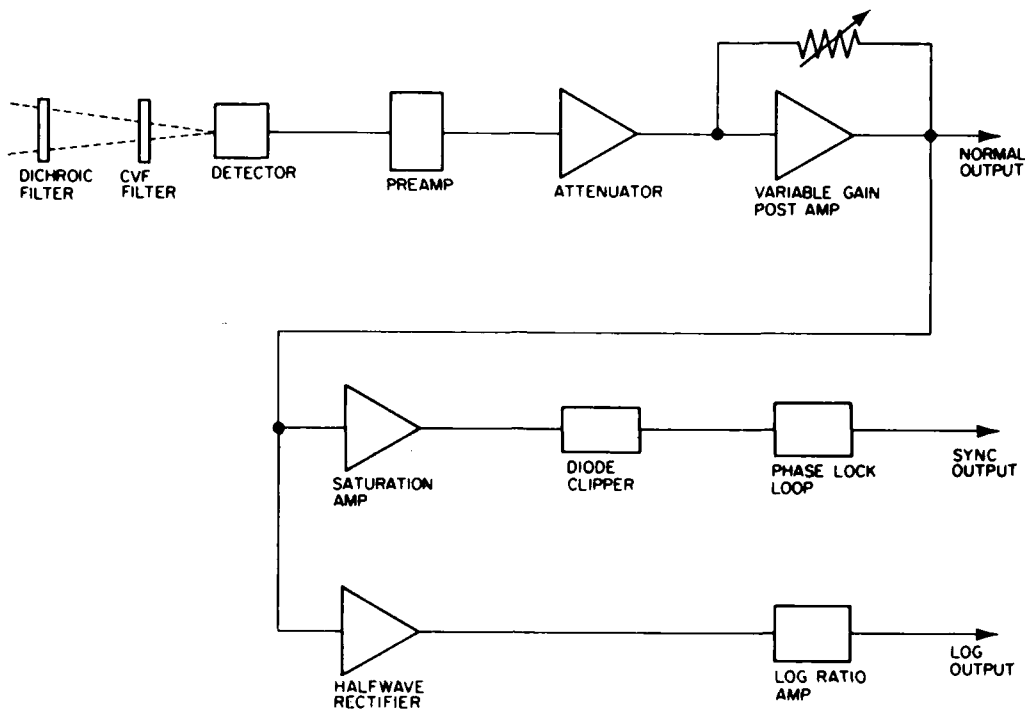 DICHROIC
FILTER
CVF
FILTER
DETECTOR
PREAMP
ATTENUATOR
VARIABLE GAIN
POST AMP
NORMAL
OUTPUT
SATURATION
AMP
DIODE
CLIPPER
PHASE LOCK
LOOP
SYNC
OUTPUT
HALFWAVE
RECTIFIER
LOG RATIO
AMP
LOG
OUTPUT